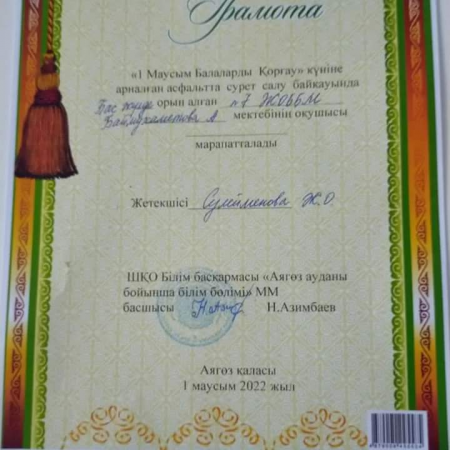 Грамота
«1 Маусым Балаларды Қорғау» күніне
арналған асфальтта сурет салу байқауында
Бас жүлде орын алған n7 ЖОББМ
Баймухаметова А мектебінің оқушысы
марапатталады
Жетекшісі Сулейменова Ж.О.
ШҚО Білім басқармасы «Аягөз ауданы
бойынша білім бөлімі» ММ
басшысы Н.Азимбаев
Аягөз қаласы
1 маусым 2022 жыл